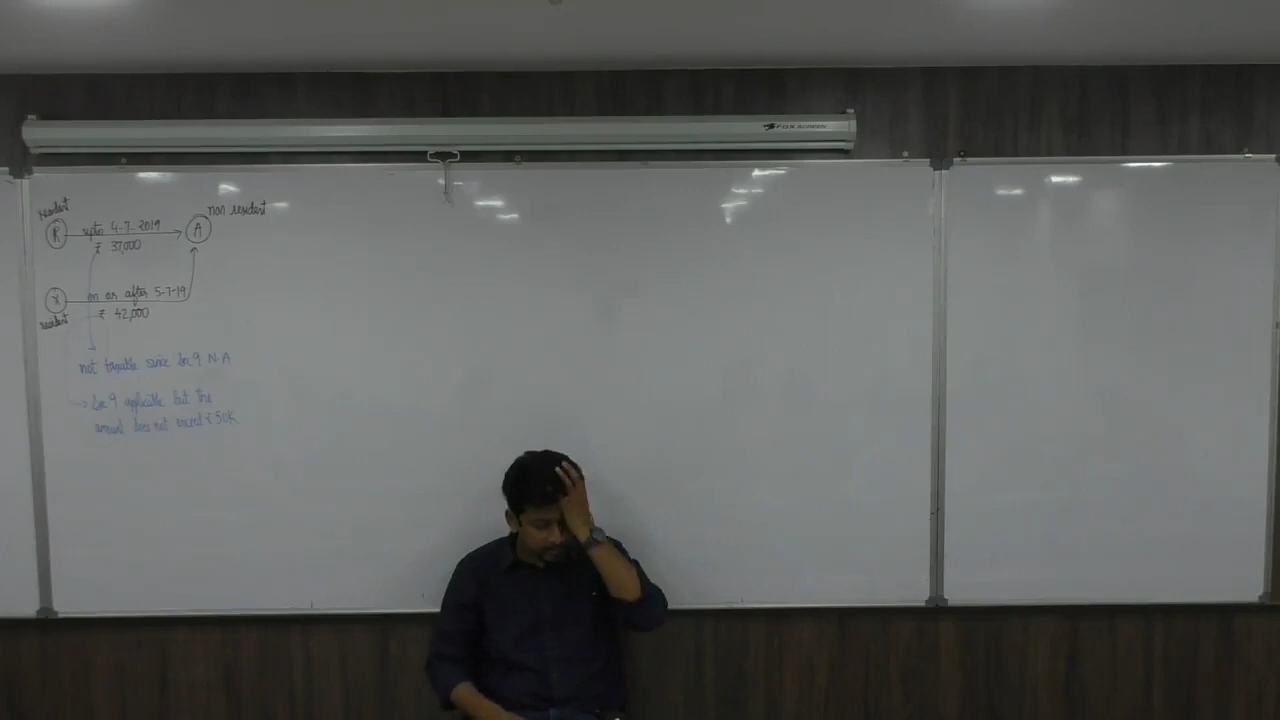 FOXSCREEN
resident
non resident
R upto 4-7-2019 A
₹ 37,000
on or after 5-7-19
₹ 42,000
resident
not taxable since Sec 9 N.A
→ Sec 9 applicable but the
amount does not exceed ₹ 50K